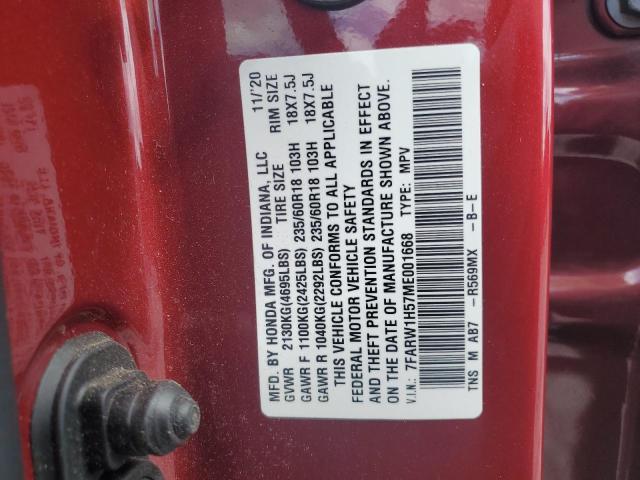 MFD. BY HONDA MFG. OF INDIANA, LLC 11/'20
GVWR 2130KG(4695LBS) TIRE SIZE RIM SIZE
GAWR F 1100KG(2425LBS) 235/60R18 103H 18X7.5J
GAWR R 1040KG(2292LBS) 235/60R18 103H 18X7.5J
THIS VEHICLE CONFORMS TO ALL APPLICABLE
FEDERAL MOTOR VEHICLE SAFETY
AND THEFT PREVENTION STANDARDS IN EFFECT
ON THE DATE OF MANUFACTURE SHOWN ABOVE.
V.I.N.: 7FARW1H57ME001668 TYPE: MPV
TNS M AB7 -R569MX -B-E